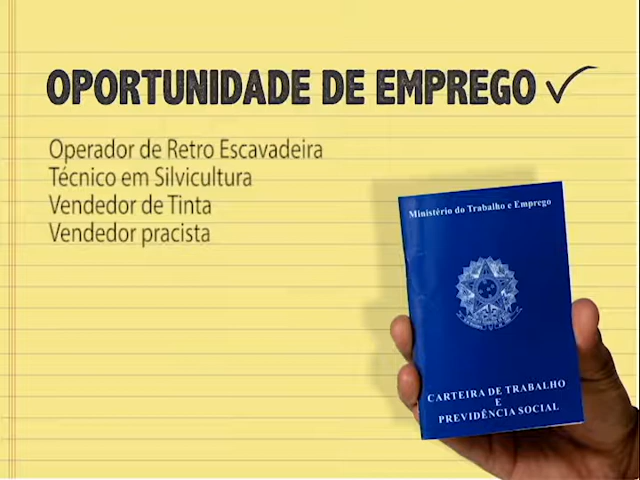 OPORTUNIDADE DE EMPREGO
Operador de Retro Escavadeira
Técnico em Silvicultura
Vendedor de Tinta
Vendedor pracista
Ministério do Trabalho e Emprego
CARTEIRA DE TRABALHO
E
PREVIDÊNCIA SOCIAL